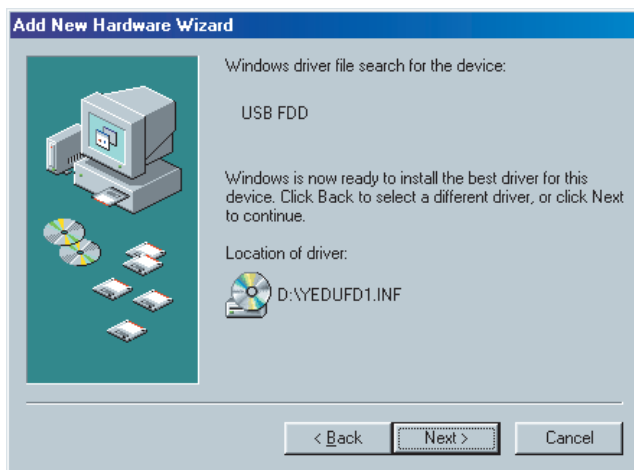 Add New Hardware Wizard
Windows driver file search for the device:
USB FDD
Windows is now ready to install the best driver for this
device. Click Back to select a different driver, or click Next
to continue.
Location of driver:
D:\YEDUFD1.INF
< Back
Next >
Cancel